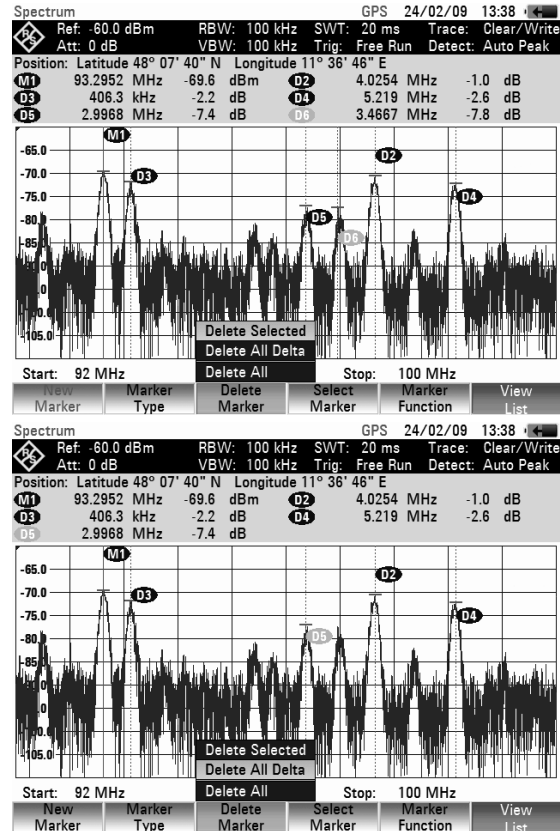 Spectrum GPS 24/02/09 13:38
Ref: -60.0 dBm RBW: 100 kHz SWT: 20 ms Trace: Clear/Write
Att: 0 dB VBW: 100 kHz Trig: Free Run Detect: Auto Peak
Position: Latitude 48° 07' 40" N Longitude 11° 36' 46" E
M1 93.2952 MHz -69.6 dBm D2 4.0254 MHz -1.0 dB
D3 406.3 kHz -2.2 dB D4 5.219 MHz -2.6 dB
D5 2.9968 MHz -7.4 dB D6 3.4667 MHz -7.8 dB
M1
-65.0
D2
-70.0
D3
-75.0
D4
D5
-80.0
D6
-85.0
-105.0
Delete Selected
Delete All Delta
Delete All
Start: 92 MHz Stop: 100 MHz
New Marker Delete Select Marker View
Marker Type Marker Marker Function List
Spectrum GPS 24/02/09 13:38
Ref: -60.0 dBm RBW: 100 kHz SWT: 20 ms Trace: Clear/Write
Att: 0 dB VBW: 100 kHz Trig: Free Run Detect: Auto Peak
Position: Latitude 48° 07' 40" N Longitude 11° 36' 46" E
M1 93.2952 MHz -69.6 dBm D2 4.0254 MHz -1.0 dB
D3 406.3 kHz -2.2 dB D4 5.219 MHz -2.6 dB
D5 2.9968 MHz -7.4 dB
M1
-65.0
D2
-70.0
D3
-75.0
D4
-80.0
D5
-85.0
-105.0
Delete Selected
Delete All Delta
Delete All
Start: 92 MHz Stop: 100 MHz
New Marker Delete Select Marker View
Marker Type Marker Marker Function List